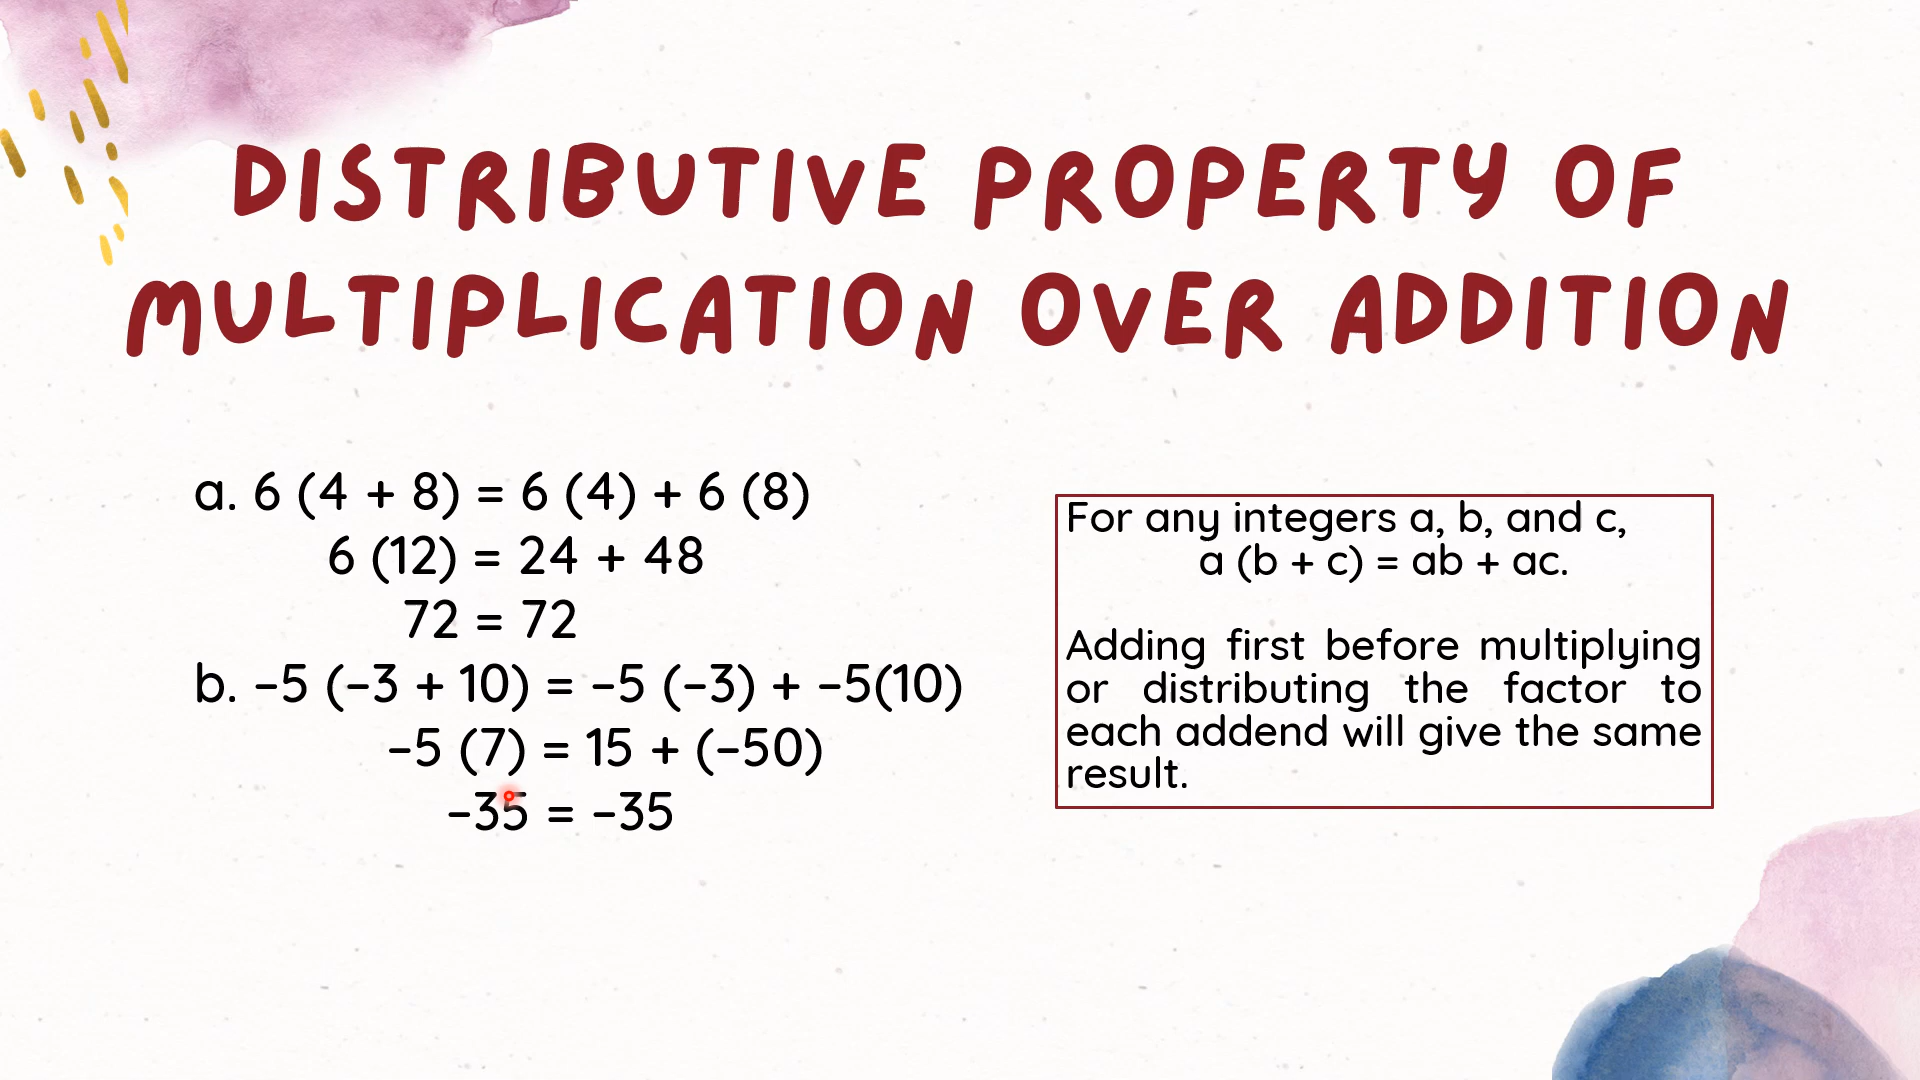 DISTRIBUTIVE PROPERTY OF
MULTIPLICATION OVER ADDITION
a. 6 (4 + 8) = 6 (4) + 6 (8)
6 (12) = 24 + 48
72 = 72
b. –5 (–3 + 10) = –5 (–3) + –5(10)
–5 (7) = 15 + (–50)
–35 = –35
For any integers a, b, and c,
a (b + c) = ab + ac.
Adding first before multiplying
or distributing the factor to
each addend will give the same
result.